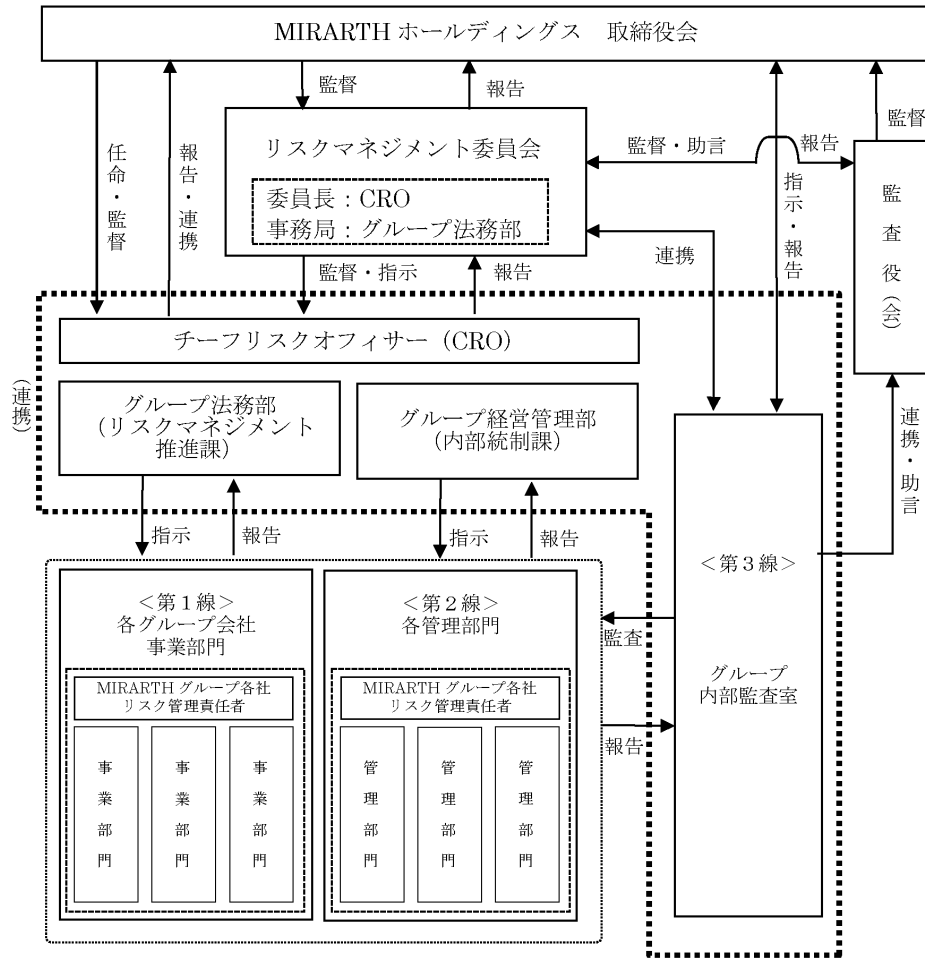 MIRARTH ホールディングス 取締役会
監督
報告
監督
任命・監督
報告・連携
リスクマネジメント委員会
委員長：CRO
事務局：グループ法務部
監督・助言
報告
指示・報告
監査役（会）
連携
監督・指示
報告
チーフリスクオフィサー（CRO）
（連携）
グループ法務部
（リスクマネジメント
推進課）
グループ経営管理部
（内部統制課）
連携・助言
指示
報告
指示
報告
＜第１線＞
各グループ会社
事業部門
MIRARTH グループ各社
リスク管理責任者
事業部門
事業部門
事業部門
＜第２線＞
各管理部門
MIRARTH グループ各社
リスク管理責任者
管理部門
管理部門
管理部門
監査
報告
＜第３線＞
グループ
内部監査室